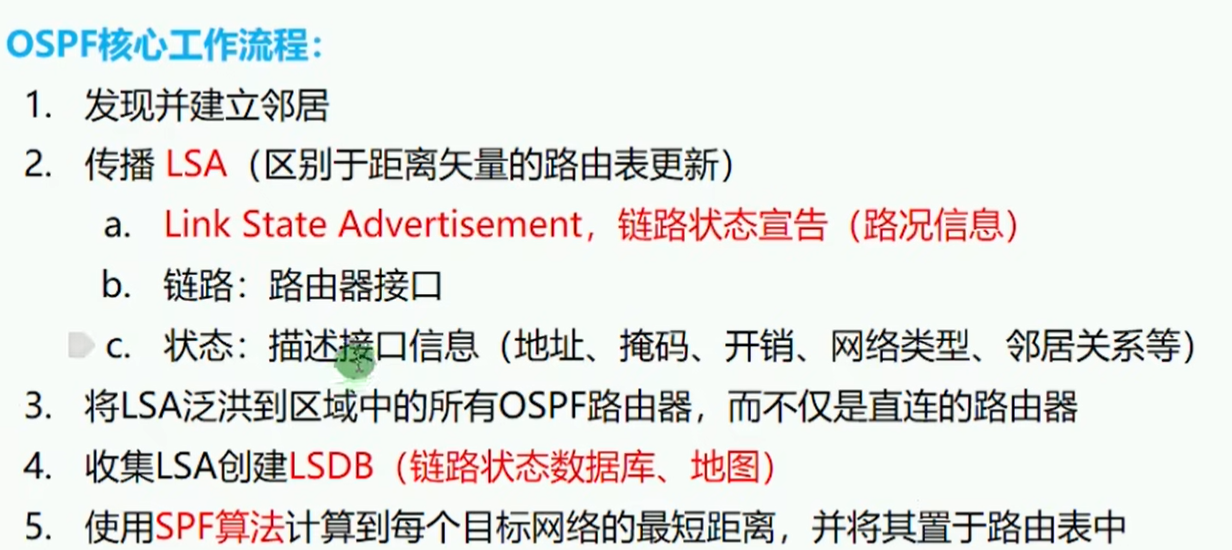 OSPF核心工作流程：
1. 发现并建立邻居
2. 传播 LSA（区别于距离矢量的路由表更新）
a. Link State Advertisement，链路状态宣告（路况信息）
b. 链路：路由器接口
c. 状态：描述接口信息（地址、掩码、开销、网络类型、邻居关系等）
3. 将LSA泛洪到区域中的所有OSPF路由器，而不仅是直连的路由器
4. 收集LSA创建LSDB（链路状态数据库、地图）
5. 使用SPF算法计算到每个目标网络的最短距离，并将其置于路由表中